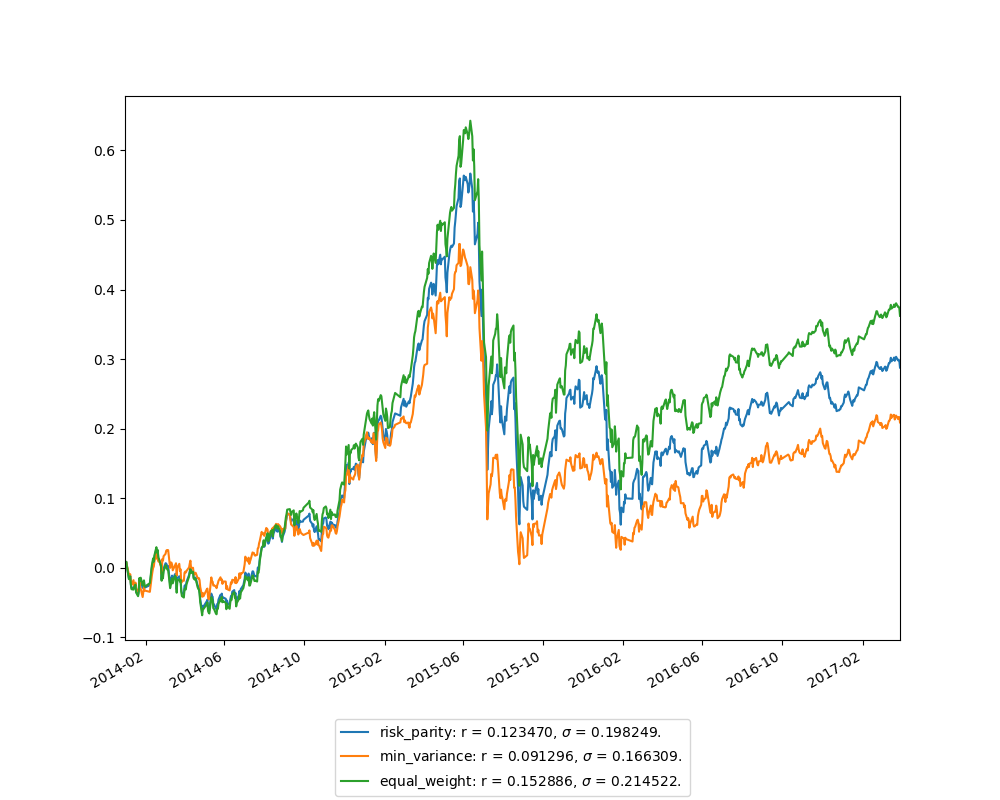 0.6
0.5
0.4
0.3
0.2
0.1
0.0
−0.1
2014-02 2014-06 2014-10 2015-02 2015-06 2015-10 2016-02 2016-06 2016-10 2017-02
risk_parity: r = 0.123470, σ = 0.198249.
min_variance: r = 0.091296, σ = 0.166309.
equal_weight: r = 0.152886, σ = 0.214522.